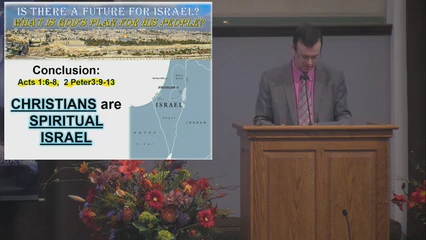 IS THERE A FUTURE FOR ISRAEL?
WHAT IS GOD'S PLAN FOR HIS PEOPLE?
Conclusion:
Acts 1:6-8, 2 Peter3:9-13
CHRISTIANS are
SPIRITUAL
ISRAEL
ISRAEL